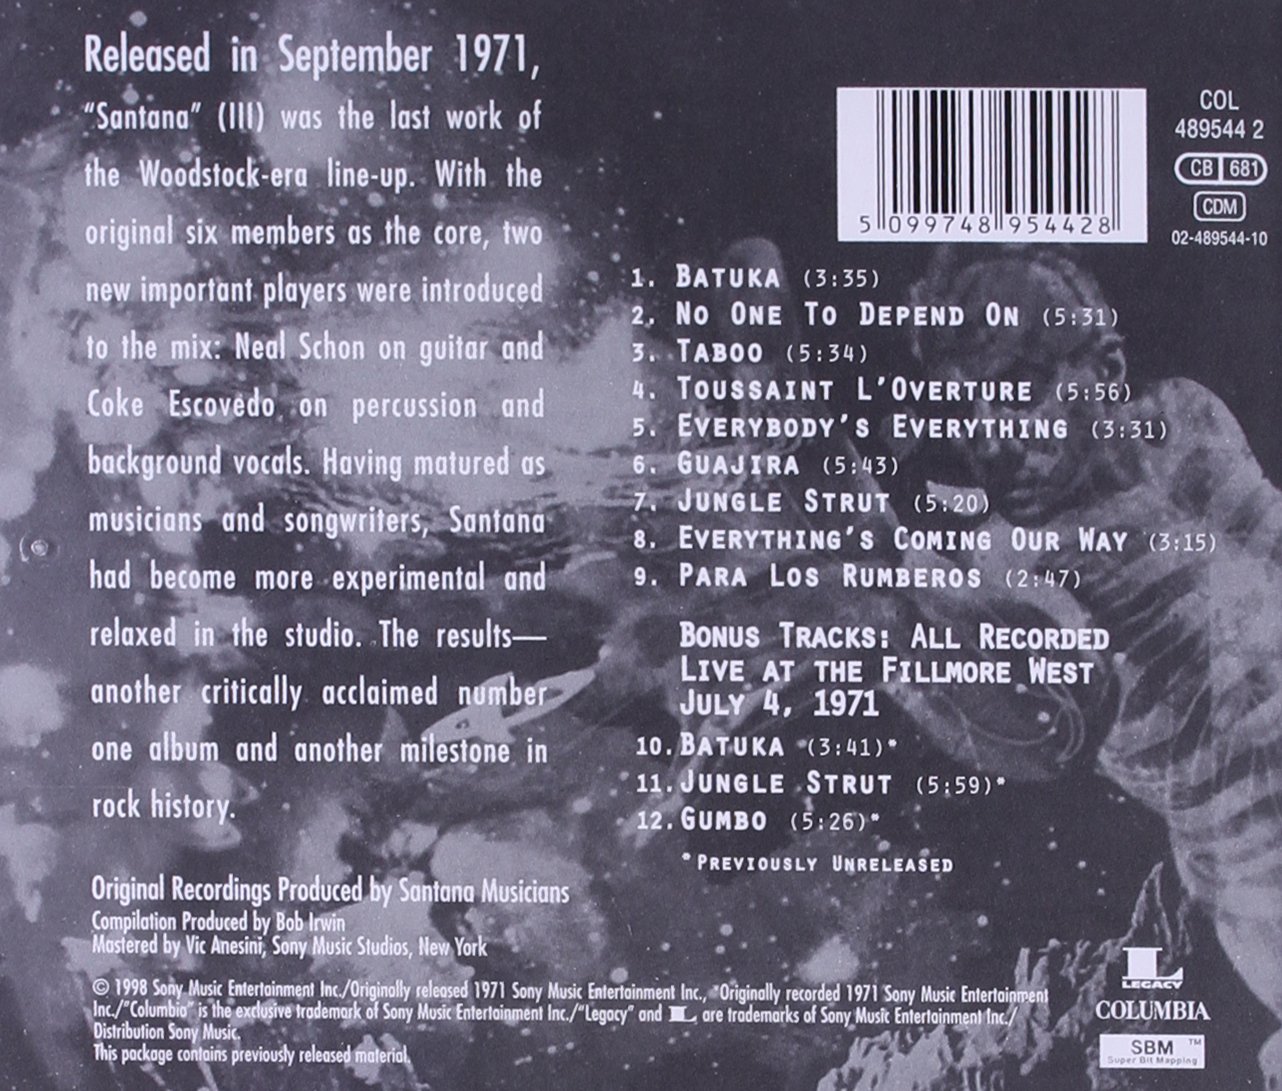 Released in September 1971,
“Santana” (III) was the last work of
the Woodstock-era line-up. With the
original six members as the core, two
new important players were introduced
to the mix: Neal Schon on guitar and
Coke Escovedo on percussion and
background vocals. Having matured as
musicians and songwriters, Santana
had become more experimental and
relaxed in the studio. The results—
another critically acclaimed number
one album and another milestone in
rock history.
Original Recordings Produced by Santana Musicians
Compilation Produced by Bob Irwin
Mastered by Vic Anesini, Sony Music Studios, New York
5 099748 954428
COL
489544 2
CB 681
CDM
02-489544-10
1. BATUKA (3:35)
2. NO ONE TO DEPEND ON (5:31)
3. TABOO (5:34)
4. TOUSSAINT L'OVERTURE (5:56)
5. EVERYBODY'S EVERYTHING (3:31)
6. GUAJIRA (5:43)
7. JUNGLE STRUT (5:20)
8. EVERYTHING'S COMING OUR WAY (3:15)
9. PARA LOS RUMBEROS (2:47)
BONUS TRACKS: ALL RECORDED
LIVE AT THE FILLMORE WEST
JULY 4, 1971
10. BATUKA (3:41)*
11. JUNGLE STRUT (5:59)*
12. GUMBO (5:26)*
*PREVIOUSLY UNRELEASED
© 1998 Sony Music Entertainment Inc./Originally released 1971 Sony Music Entertainment Inc., *Originally recorded 1971 Sony Music Entertainment
Inc./“Columbia” is the exclusive trademark of Sony Music Entertainment Inc./“Legacy” and L are trademarks of Sony Music Entertainment Inc./
Distribution Sony Music.
This package contains previously released material.
L
LEGACY
COLUMBIA
SBM™
Super Bit Mapping